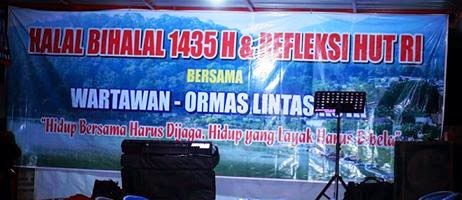 HALAL BIHALAL 1435 H & REFLEKSI HUT RI
BERSAMA
WARTAWAN - ORMAS LINTAS
"Hidup Bersama Harus Dijaga, Hidup yang Layak Harus Dibela"